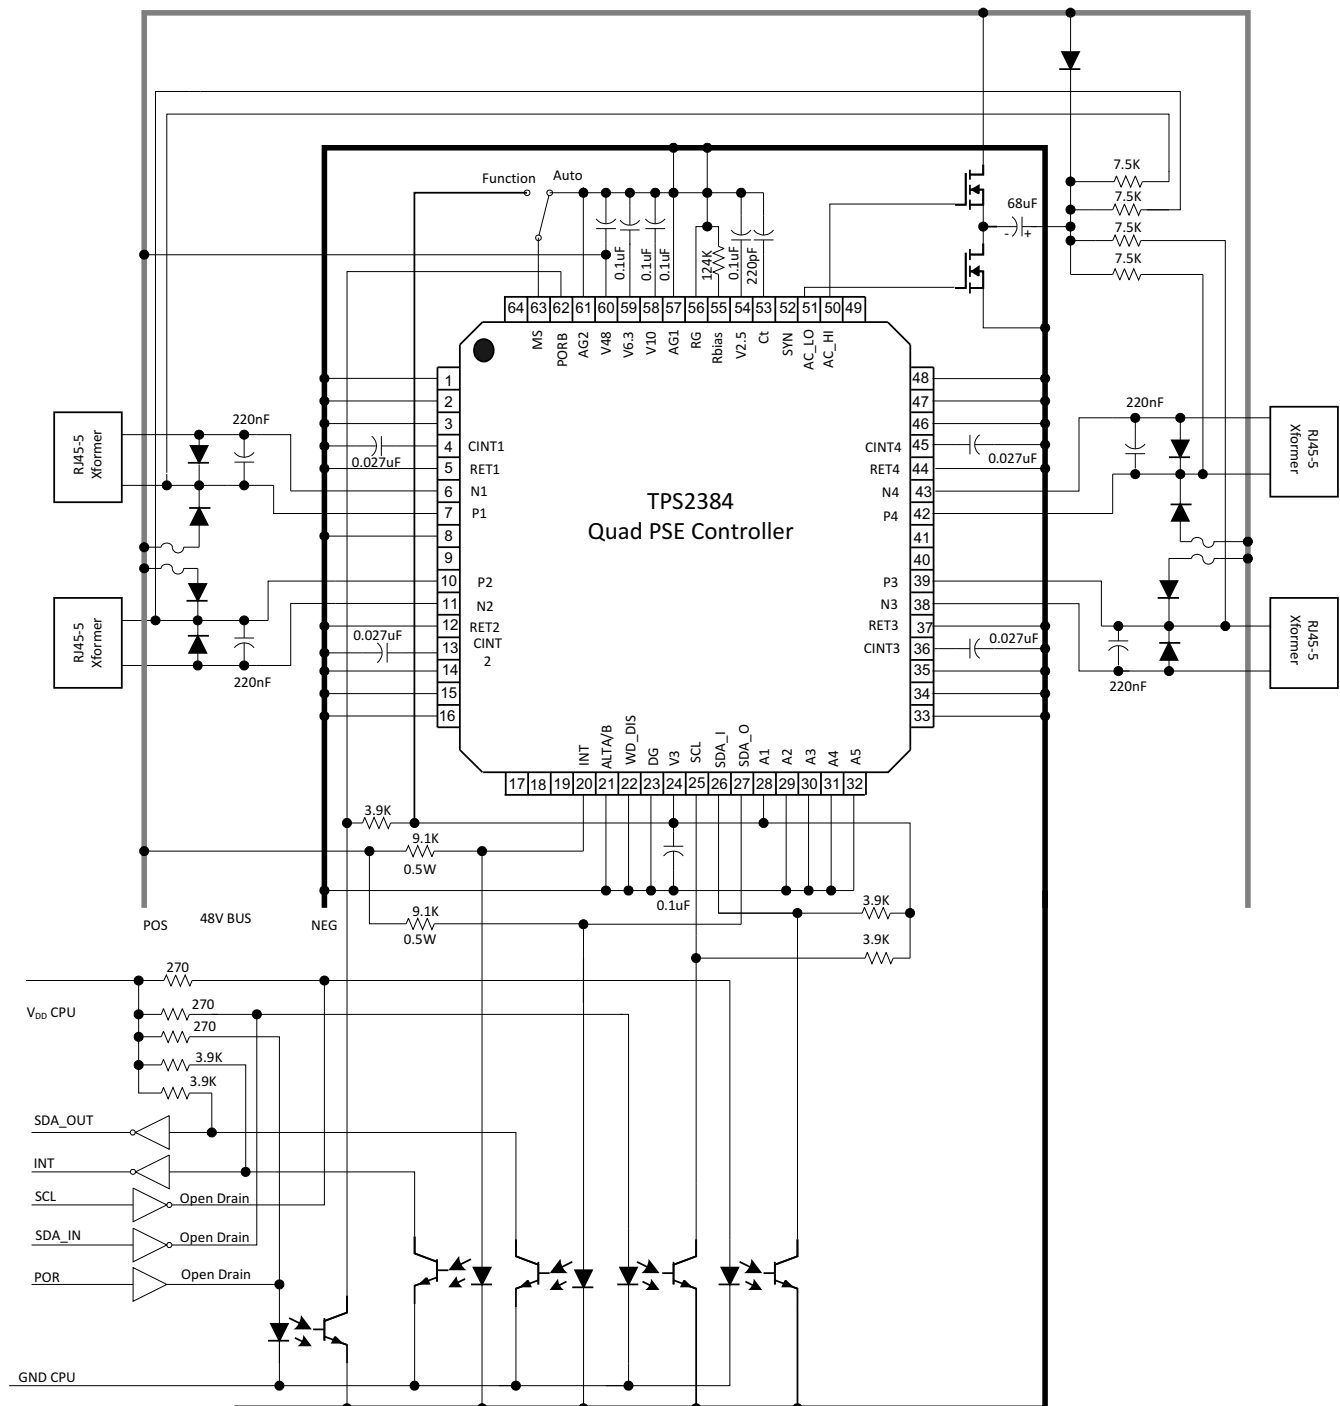 Function
Auto
0.1uF
0.1uF
0.1uF
124K
0.1uF
220pF
68uF
- +
7.5K
7.5K
7.5K
7.5K
64 63 62 61 60 59 58 57 56 55 54 53 52 51 50 49
MS
PORB
AG2
V48
V6.3
V10
AG1
RG
Rbias
V2.5
Ct
SYN
AC_LO
AC_HI
TPS2384
Quad PSE Controller
1
2
3
4 CINT1
5 RET1
6 N1
7 P1
8
9
10 P2
11 N2
12 RET2
13 CINT
2
14
15
16
48
47
46
CINT4 45
RET4 44
N4 43
P4 42
41
40
P3 39
N3 38
RET3 37
CINT3 36
35
34
33
RJ45-5
Xformer
220nF
0.027uF
RJ45-5
Xformer
0.027uF
220nF
220nF
0.027uF
RJ45-5
Xformer
0.027uF
220nF
RJ45-5
Xformer
INT
ALTA/B
WD_DIS
DG
V3
SCL
SDA_I
SDA_O
A1
A2
A3
A4
A5
17 18 19 20 21 22 23 24 25 26 27 28 29 30 31 32
3.9K
9.1K
0.5W
0.1uF
3.9K
9.1K
0.5W
3.9K
POS
48V BUS
NEG
270
VDD CPU
270
270
3.9K
3.9K
SDA_OUT
INT
SCL
Open Drain
SDA_IN
Open Drain
POR
Open Drain
GND CPU